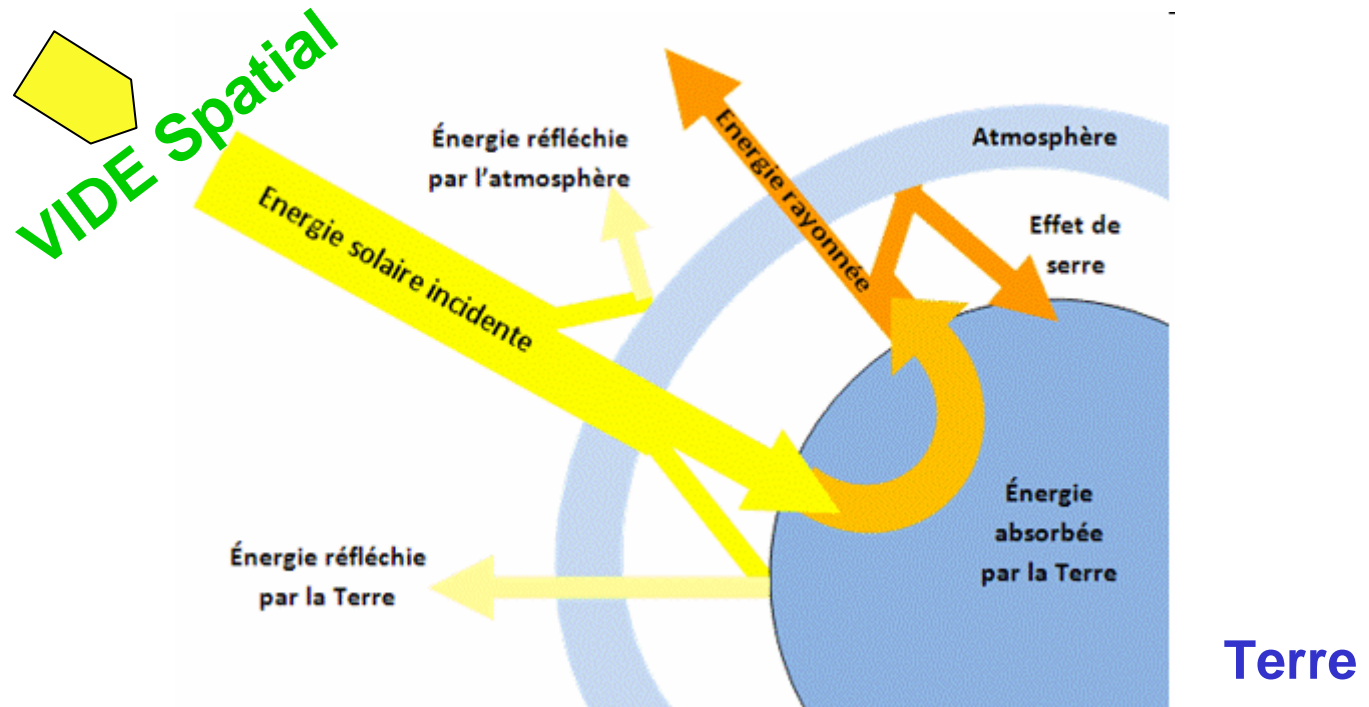 VIDE Spatial
Énergie réfléchie
par l'atmosphère
Energie solaire incidente
Energie rayonnée
Atmosphère
Effet de
serre
Énergie
absorbée
par la Terre
Énergie réfléchie
par la Terre
Terre